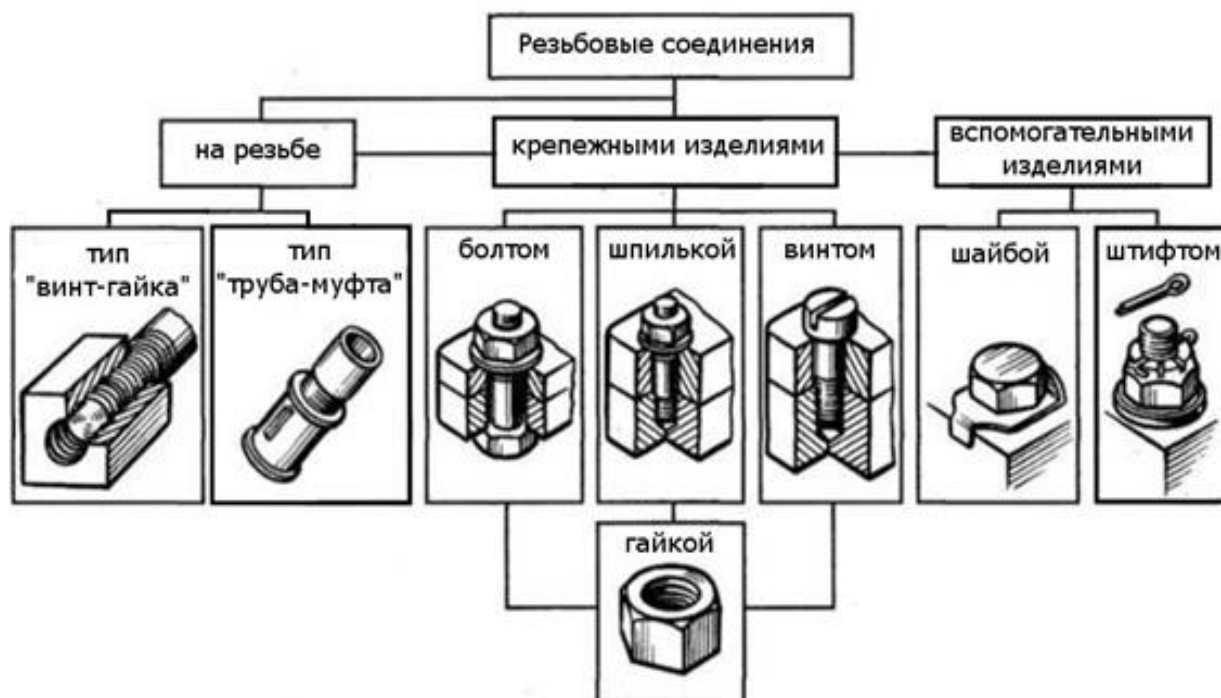 Резьбовые соединения
на резьбе
крепежными изделиями
вспомогательными
изделиями
тип
"винт-гайка"
тип
"труба-муфта"
болтом
шпилькой
винтом
шайбой
штифтом
гайкой